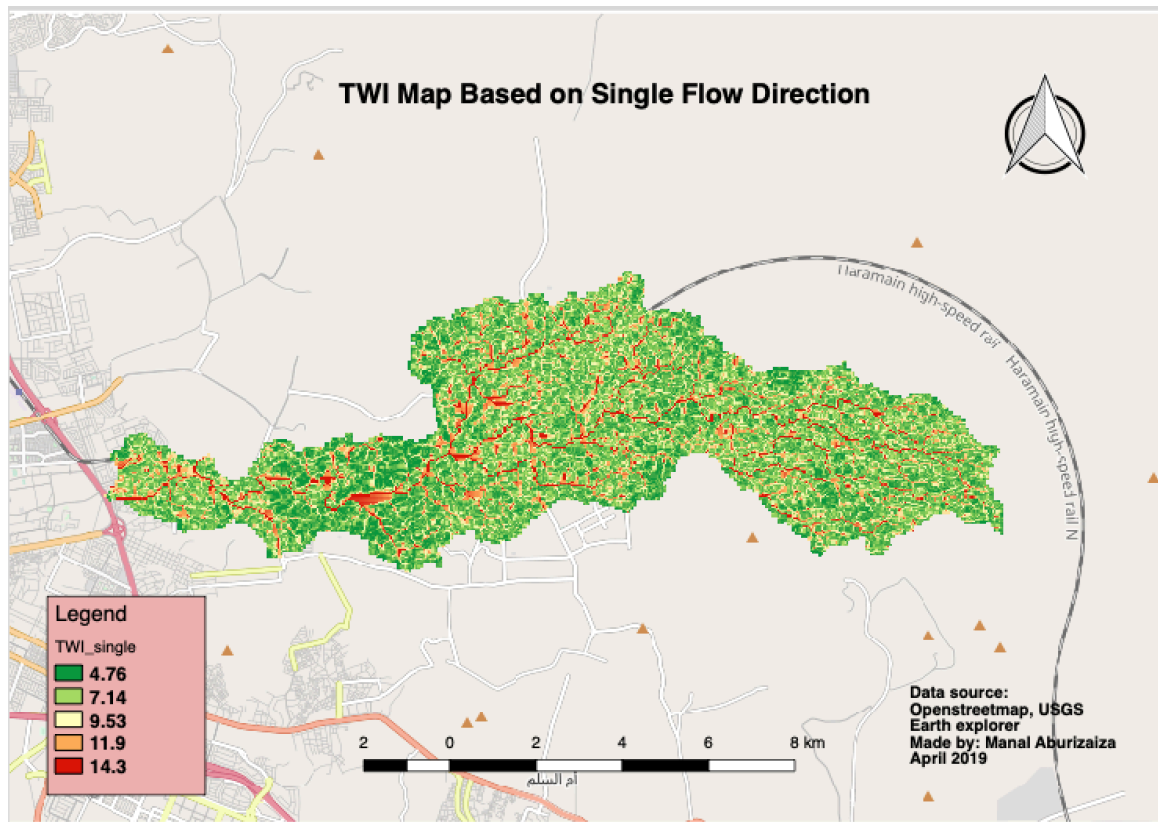 TWI Map Based on Single Flow Direction
Haramain high-speed rail
Haramain high-speed rail N
Legend
TWI_single
4.76
7.14
9.53
11.9
14.3
Data source:
Openstreetmap, USGS
Earth explorer
Made by: Manal Aburizaiza
April 2019
2 0 2 4 6 8 km
أم السلم